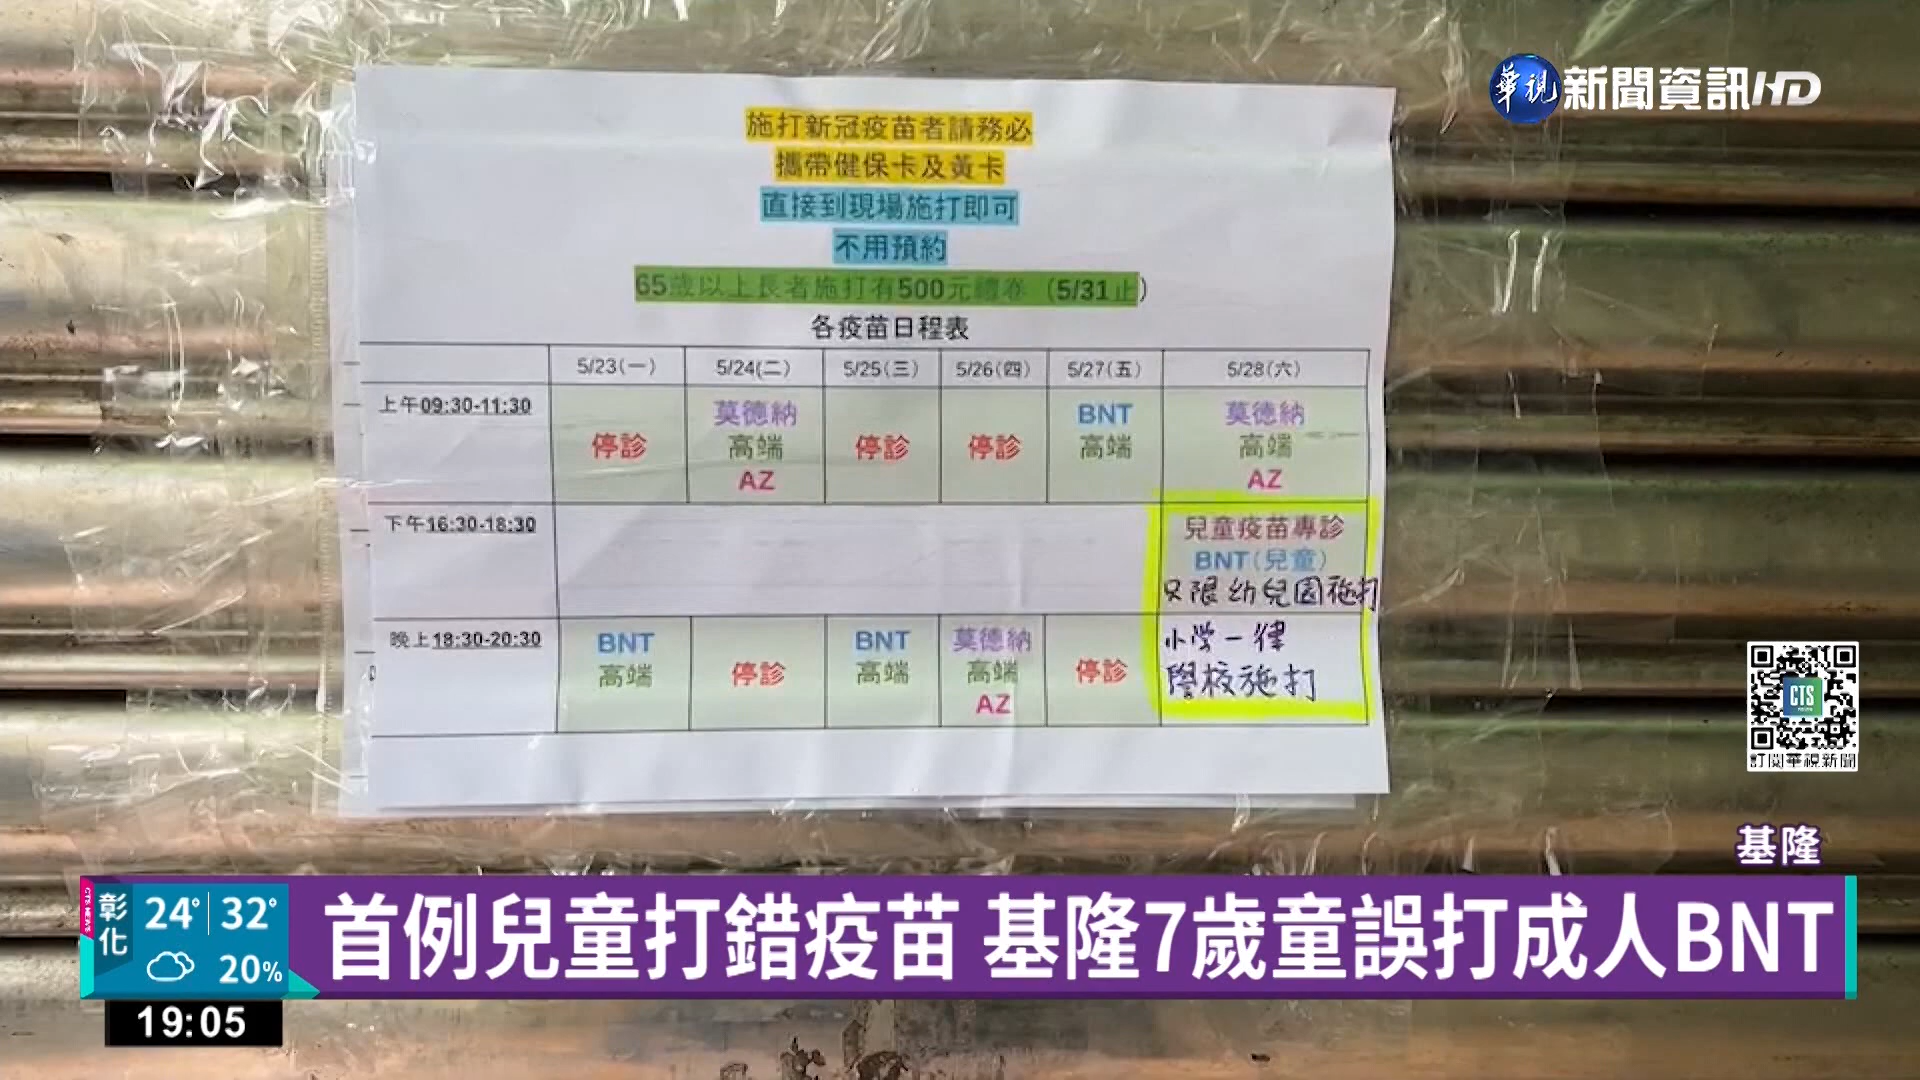 華視 新聞資訊HD
施打新冠疫苗者請務必
攜帶健保卡及黃卡
直接到現場施打即可
不用預約
65歲以上長者施打有500元禮卷（5/31止）
各疫苗日程表
5/23(一) 5/24(二) 5/25(三) 5/26(四) 5/27(五) 5/28(六)
上午09:30-11:30
停診
莫德納
高端
AZ
停診
停診
BNT
高端
莫德納
高端
AZ
下午16:30-18:30
兒童疫苗專診
BNT(兒童)
只限幼兒園施打
晚上18:30-20:30
BNT
高端
停診
BNT
高端
莫德納
高端
AZ
停診
小学一律
學校施打
CTS
訂閱華視新聞
基隆
CTS NEWS
彰化
24° 32°
20%
首例兒童打錯疫苗 基隆7歲童誤打成人BNT
19:05